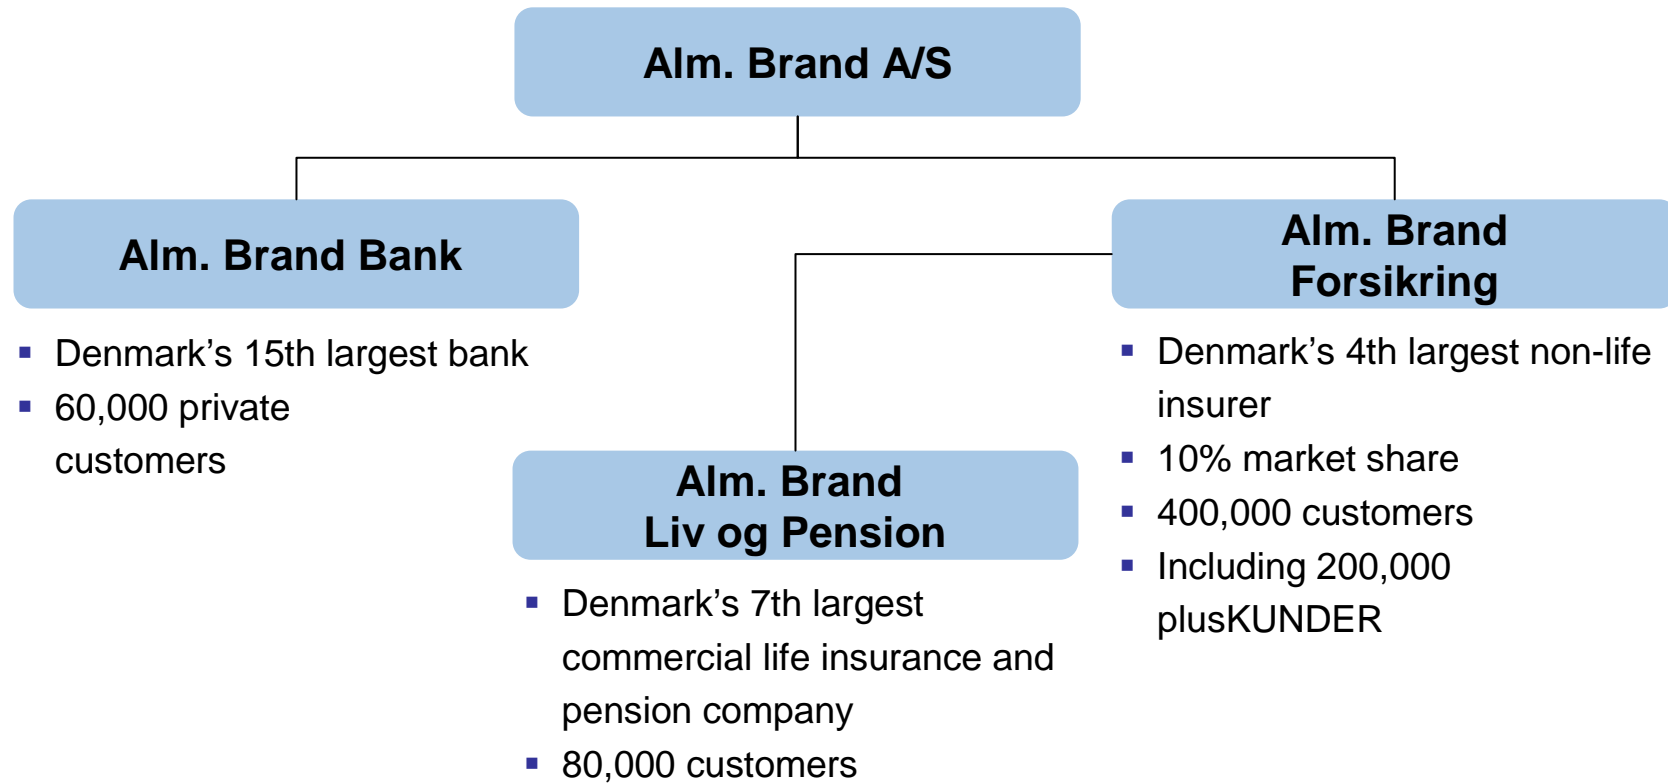 Alm. Brand A/S
Alm. Brand Bank
Denmark’s 15th largest bank
60,000 private
customers
Alm. Brand
Liv og Pension
Denmark’s 7th largest
commercial life insurance and
pension company
80,000 customers
Alm. Brand
Forsikring
Denmark’s 4th largest non-life
insurer
10% market share
400,000 customers
Including 200,000
plusKUNDER